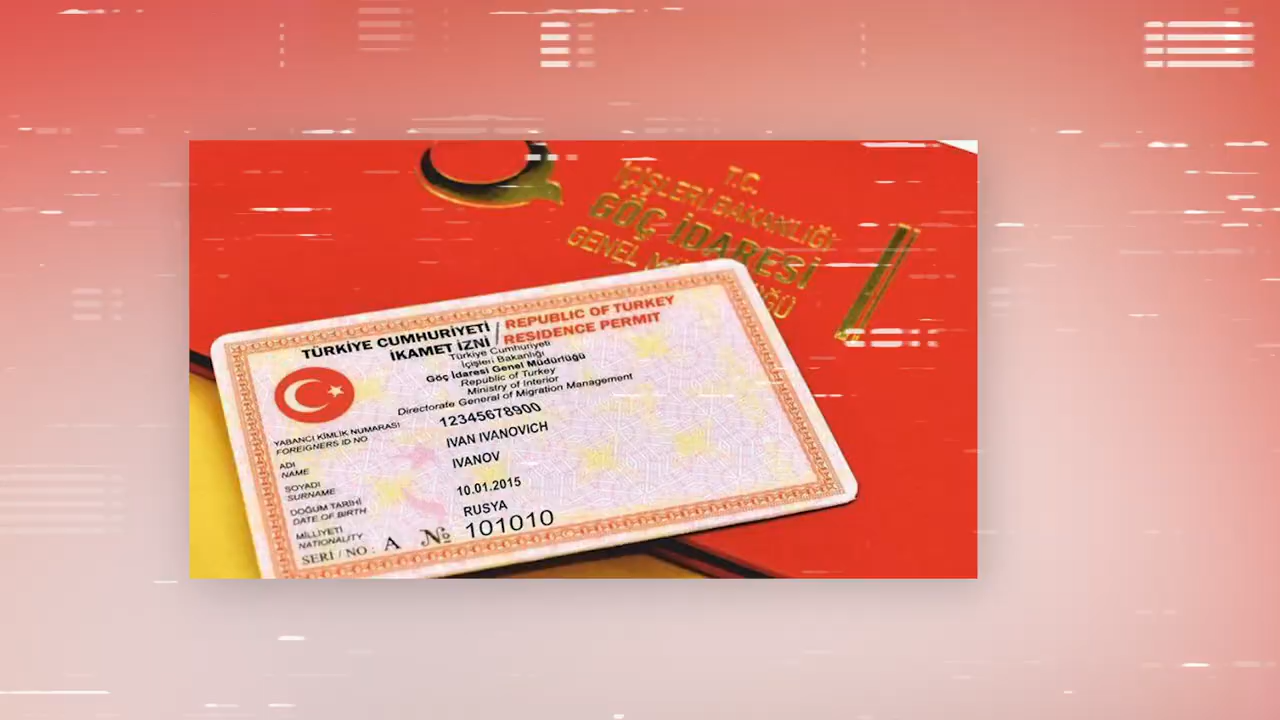 T.C.
İÇİŞLERİ BAKANLIĞI
GÖÇ İDARESİ
GENEL
TÜRKİYE CUMHURİYETİ / REPUBLIC OF TURKEY
İKAMET İZNİ / RESIDENCE PERMIT
Türkiye Cumhuriyeti
İçişleri Bakanlığı
Göç İdaresi Genel Müdürlüğü
Republic of Turkey
Ministry of Interior
Directorate General of Migration Management
YABANCI KİMLİK NUMARASI 12345678900
FOREIGNERS ID NO
ADI IVAN IVANOVICH
NAME
SOYADI IVANOV
SURNAME
DOĞUM TARİHİ 10.01.2015
DATE OF BIRTH
MİLLİYETİ RUSYA
NATIONALITY
SERİ / NO : A № 101010